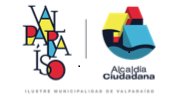 VALPARAÍSO
Alcaldía
Ciudadana
ILUSTRE MUNICIPALIDAD DE VALPARAÍSO